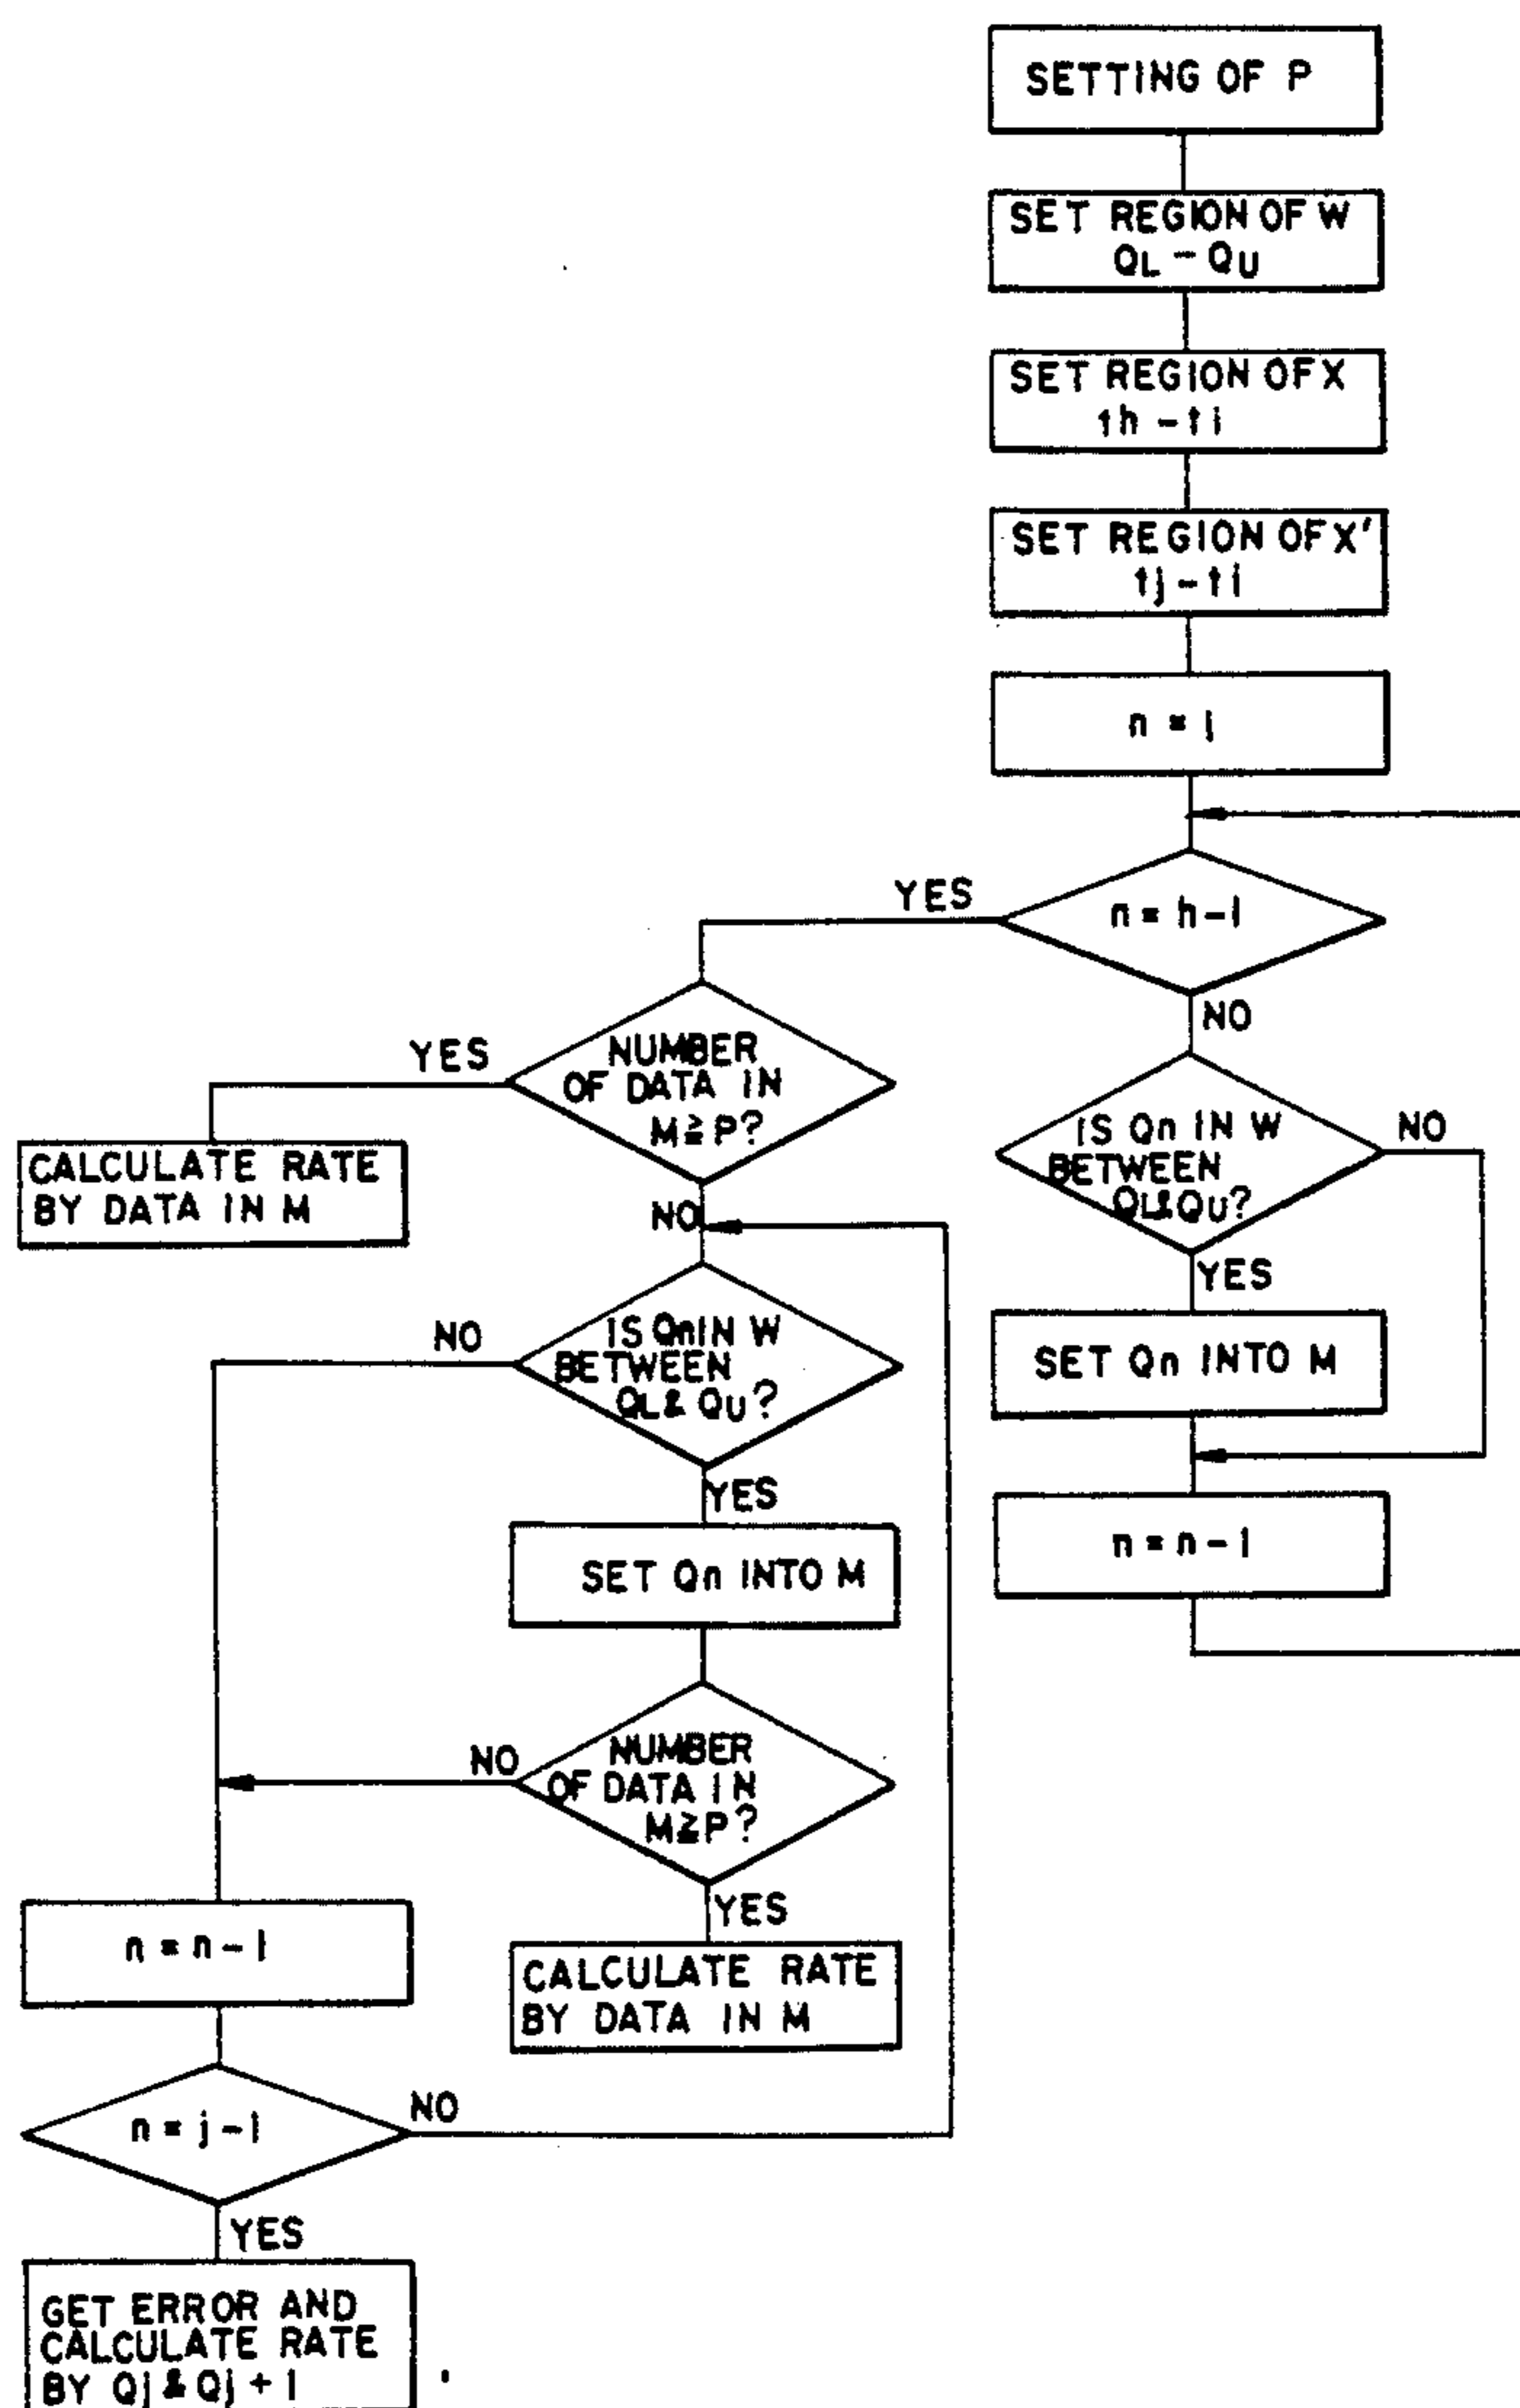 SETTING OF P
SET REGION OF W
QL - QU
SET REGION OF X
th - ti
SET REGION OF X'
tj - ti
n = i
n = h-1
YES
NO
NUMBER
OF DATA IN
M ≧ P?
YES
NO
CALCULATE RATE
BY DATA IN M
IS Qn IN W
BETWEEN
QL & QU?
NO
YES
SET Qn INTO M
n = n-1
IS Qn IN W
BETWEEN
QL & QU?
NO
YES
SET Qn INTO M
NUMBER
OF DATA IN
M ≧ P?
NO
YES
CALCULATE RATE
BY DATA IN M
n = n-1
n = j-1
NO
YES
GET ERROR AND
CALCULATE RATE
BY Qj & Qj+1